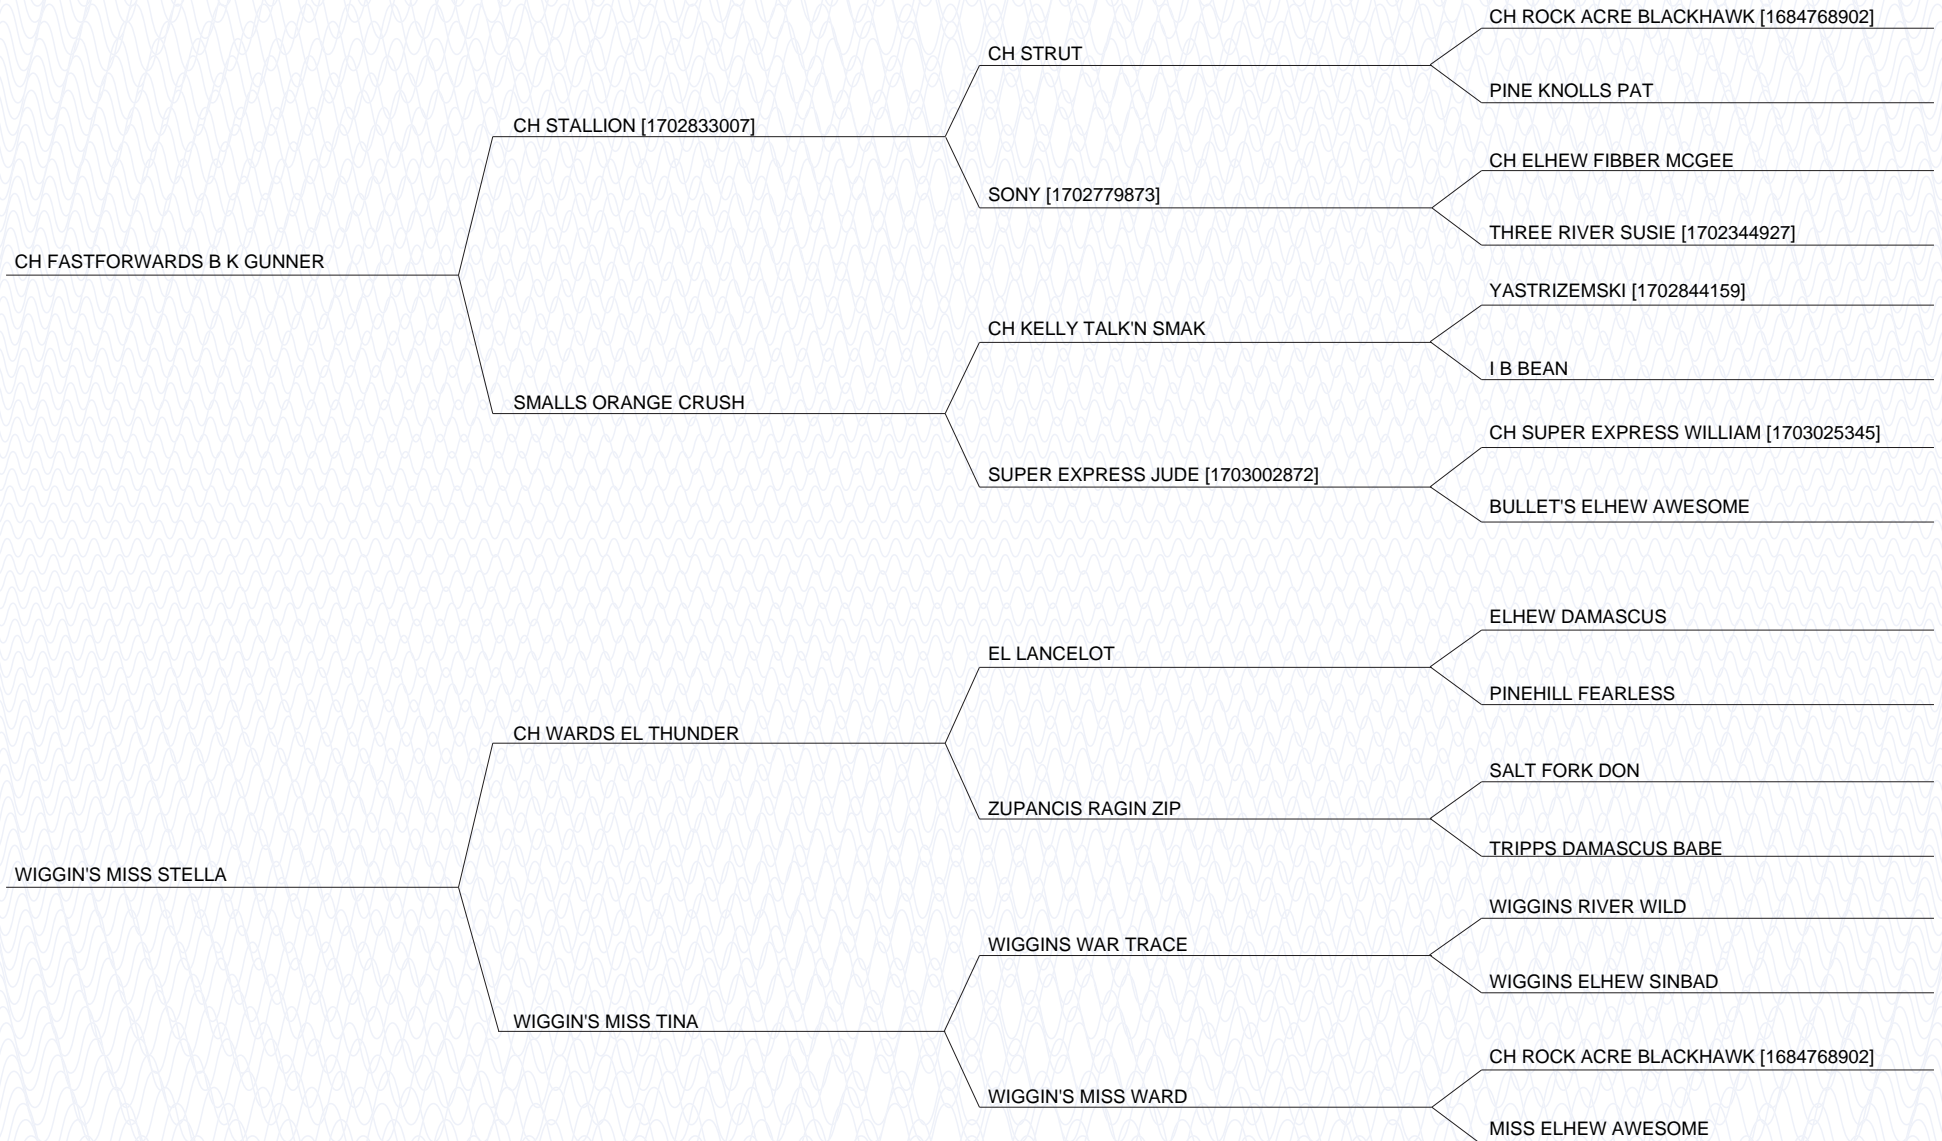 CH ROCK ACRE BLACKHAWK [1684768902]
CH STRUT
PINE KNOLLS PAT
CH STALLION [1702833007]
CH ELHEW FIBBER MCGEE
SONY [1702779873]
THREE RIVER SUSIE [1702344927]
CH FASTFORWARDS B K GUNNER
YASTRIZEMSKI [1702844159]
CH KELLY TALK'N SMAK
I B BEAN
SMALLS ORANGE CRUSH
CH SUPER EXPRESS WILLIAM [1703025345]
SUPER EXPRESS JUDE [1703002872]
BULLET'S ELHEW AWESOME
ELHEW DAMASCUS
EL LANCELOT
PINEHILL FEARLESS
CH WARDS EL THUNDER
SALT FORK DON
ZUPANCIS RAGIN ZIP
TRIPPS DAMASCUS BABE
WIGGIN'S MISS STELLA
WIGGINS RIVER WILD
WIGGINS WAR TRACE
WIGGINS ELHEW SINBAD
WIGGIN'S MISS TINA
CH ROCK ACRE BLACKHAWK [1684768902]
WIGGIN'S MISS WARD
MISS ELHEW AWESOME